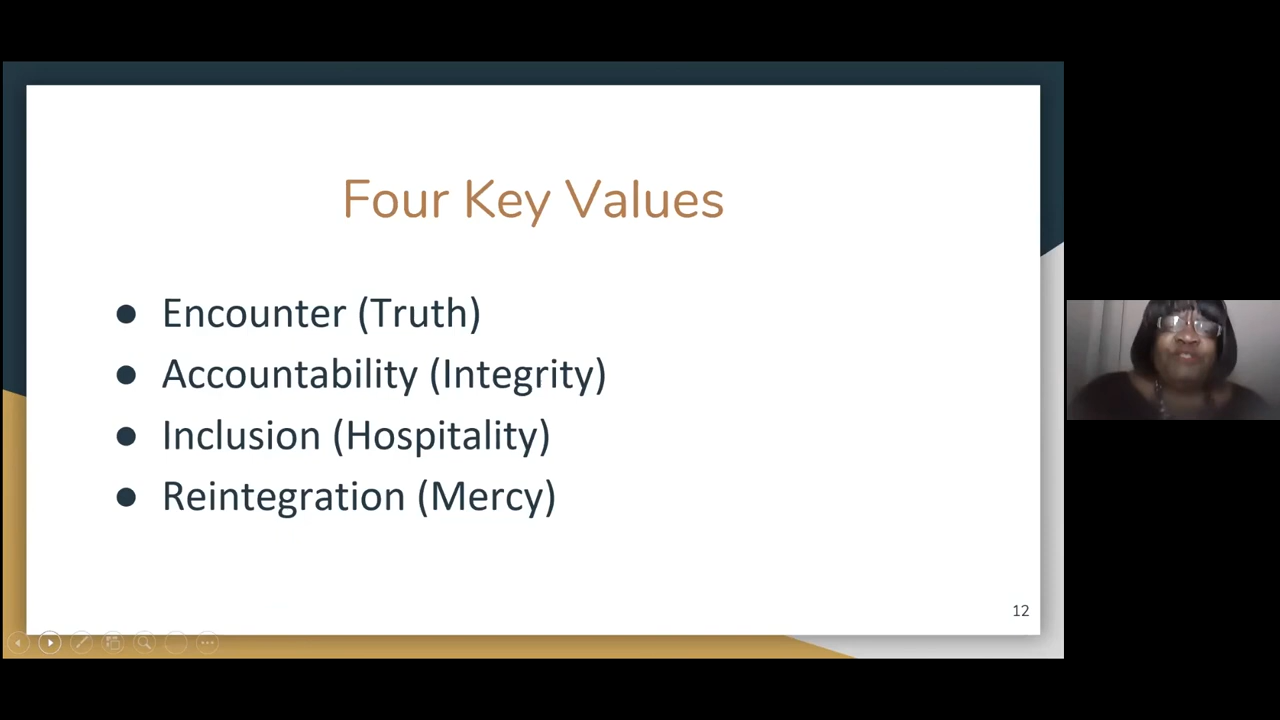 Four Key Values
● Encounter (Truth)
● Accountability (Integrity)
● Inclusion (Hospitality)
● Reintegration (Mercy)
12